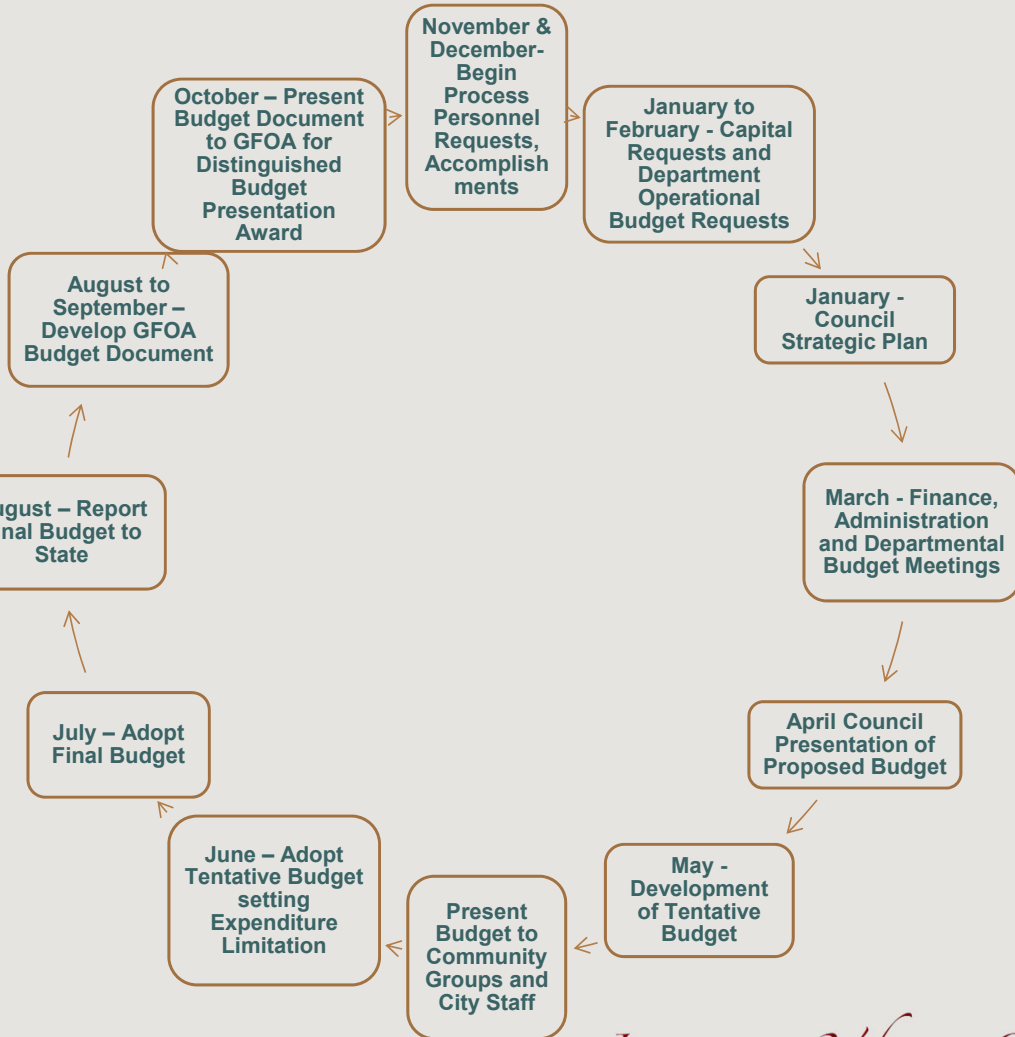 November &
December-
Begin
Process
Personnel
Requests,
Accomplish
ments
January to
February - Capital
Requests and
Department
Operational
Budget Requests
January -
Council
Strategic Plan
March - Finance,
Administration
and Departmental
Budget Meetings
April Council
Presentation of
Proposed Budget
May -
Development
of Tentative
Budget
Present
Budget to
Community
Groups and
City Staff
June – Adopt
Tentative Budget
setting
Expenditure
Limitation
July – Adopt
Final Budget
– Report
Budget to
State
August to
September –
Develop GFOA
Budget Document
October – Present
Budget Document
to GFOA for
Distinguished
Budget
Presentation
Award